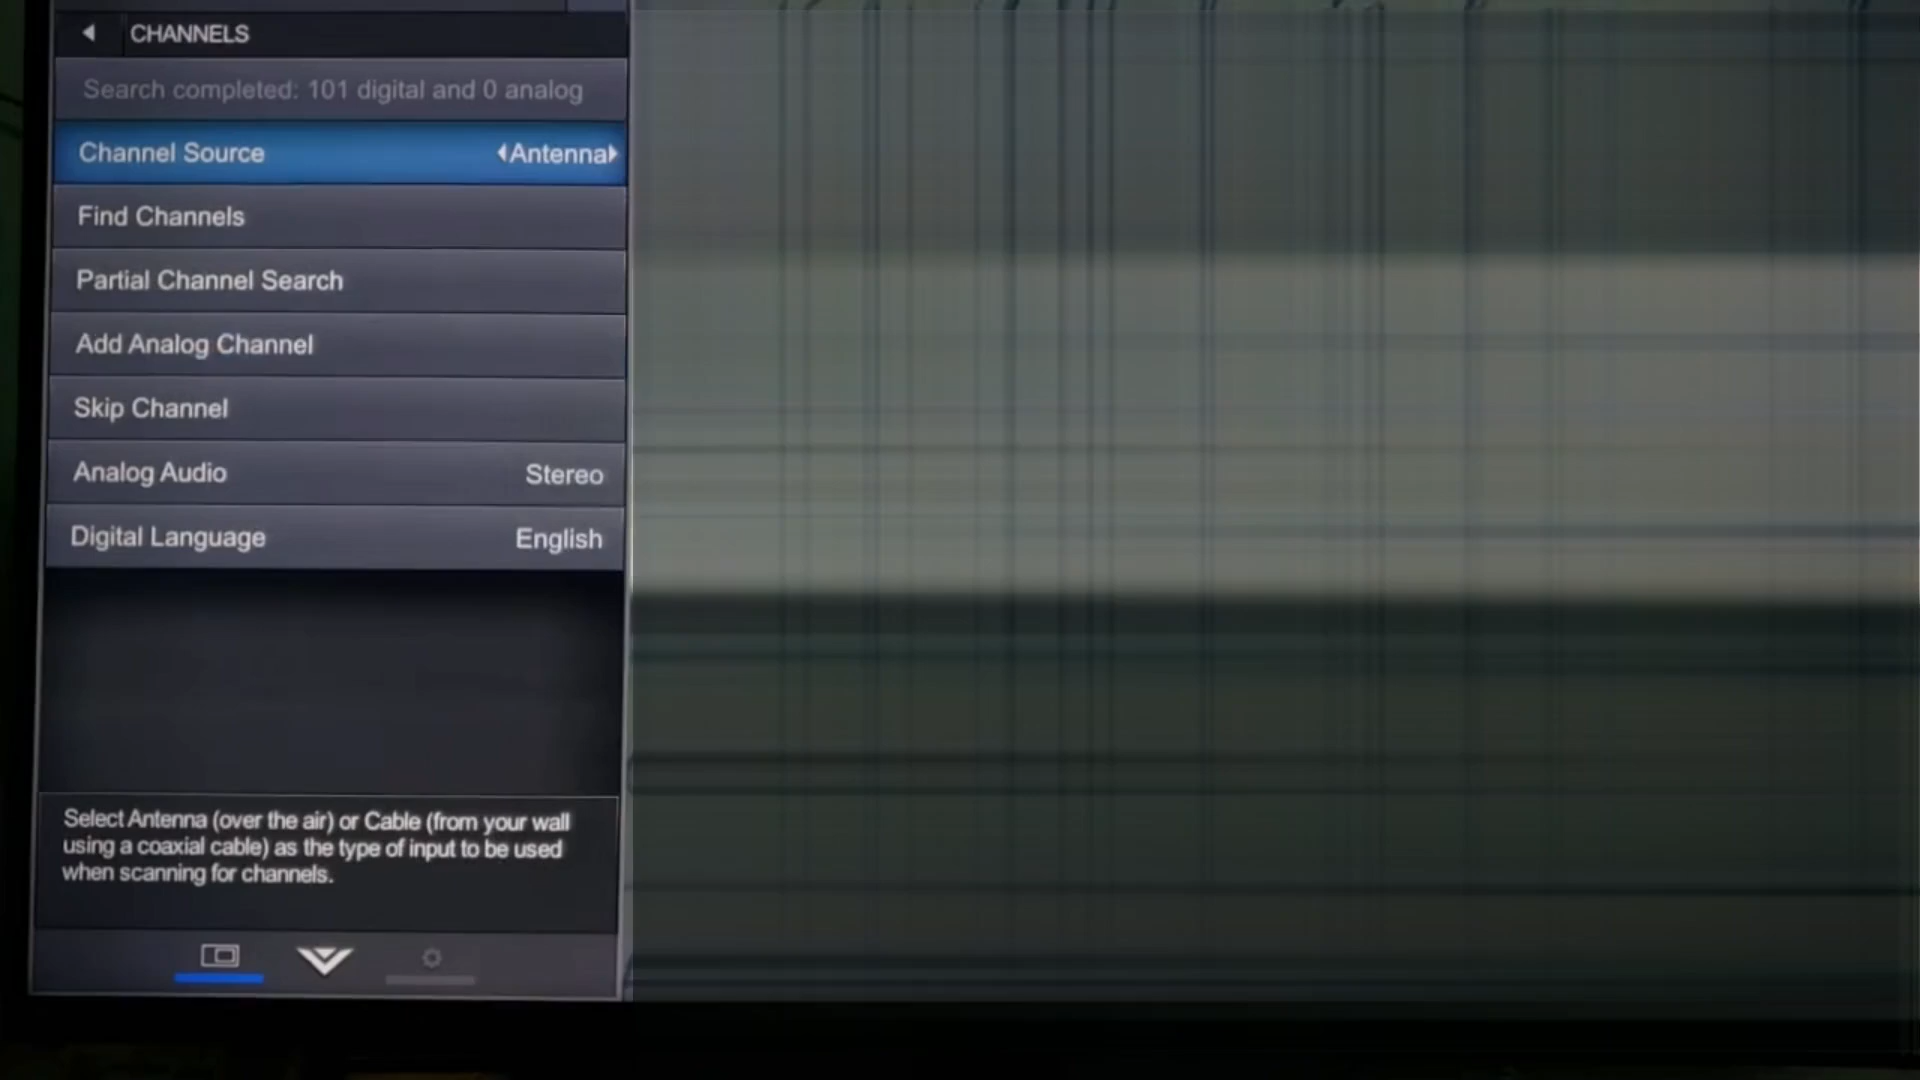 CHANNELS
Search completed: 101 digital and 0 analog
Channel Source Antenna
Find Channels
Partial Channel Search
Add Analog Channel
Skip Channel
Analog Audio Stereo
Digital Language English
Select Antenna (over the air) or Cable (from your wall
using a coaxial cable) as the type of input to be used
when scanning for channels.